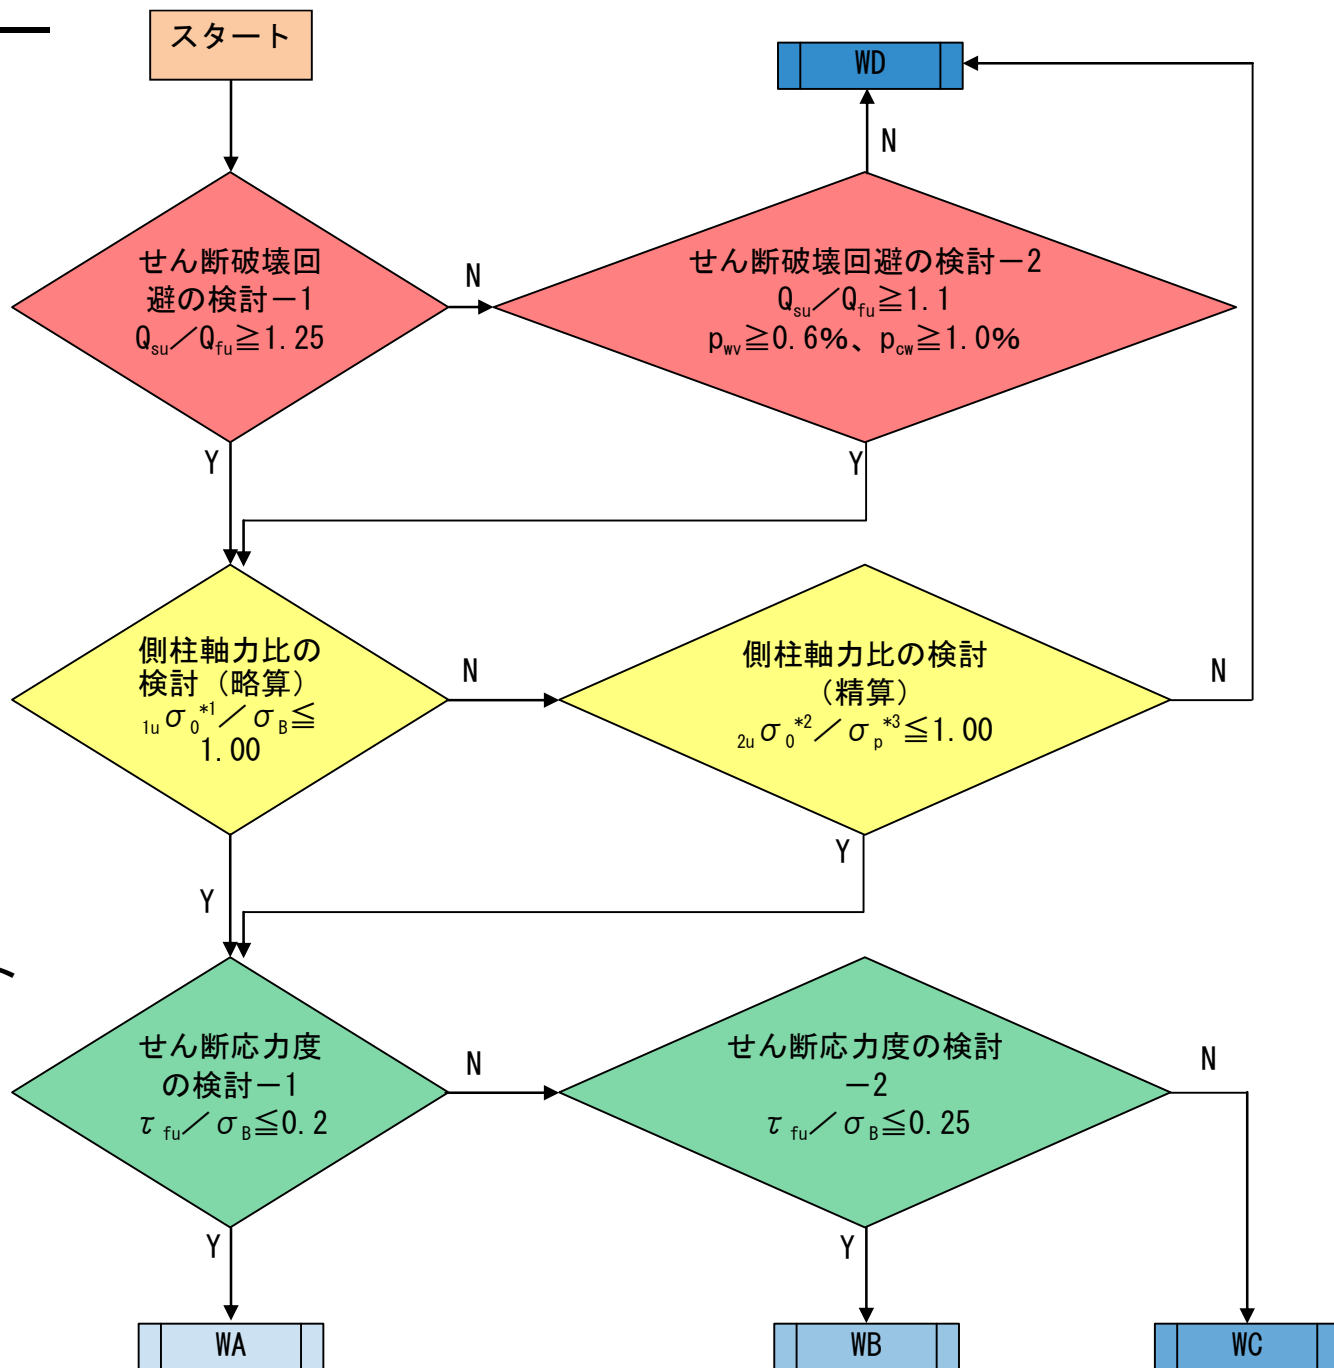 スタート
WD
N
せん断破壊回
避の検討－1
Qsu／Qfu≧1.25
N
せん断破壊回避の検討－2
Qsu／Qfu≧1.1
pwv≧0.6%、pcw≧1.0%
Y
Y
側柱軸力比の
検討（略算）
1uσ0*1／σB≦
1.00
N
側柱軸力比の検討
（精算）
2uσ0*2／σp*3≦1.00
N
Y
Y
せん断応力度
の検討－1
τfu／σB≦0.2
N
せん断応力度の検討
－2
τfu／σB≦0.25
N
Y
Y
WA
WB
WC